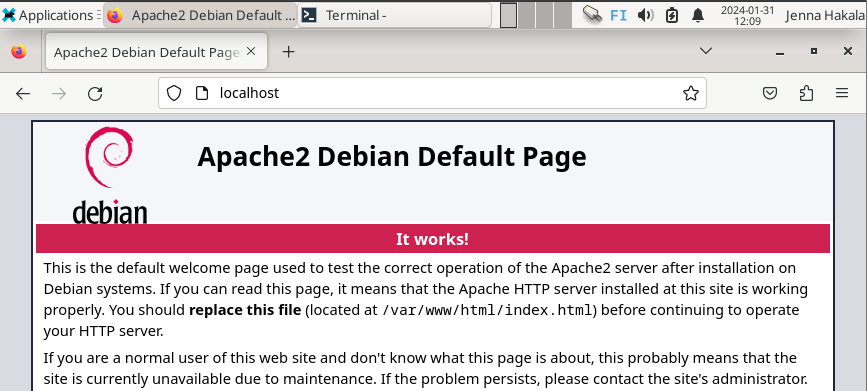 Applications
Apache2 Debian Default ...
Terminal -
FI
2024-01-31
12:09
Jenna Hakala
Apache2 Debian Default Page
localhost
debian
Apache2 Debian Default Page
It works!
This is the default welcome page used to test the correct operation of the Apache2 server after installation on
Debian systems. If you can read this page, it means that the Apache HTTP server installed at this site is working
properly. You should replace this file (located at /var/www/html/index.html) before continuing to operate
your HTTP server.
If you are a normal user of this web site and don't know what this page is about, this probably means that the
site is currently unavailable due to maintenance. If the problem persists, please contact the site's administrator.